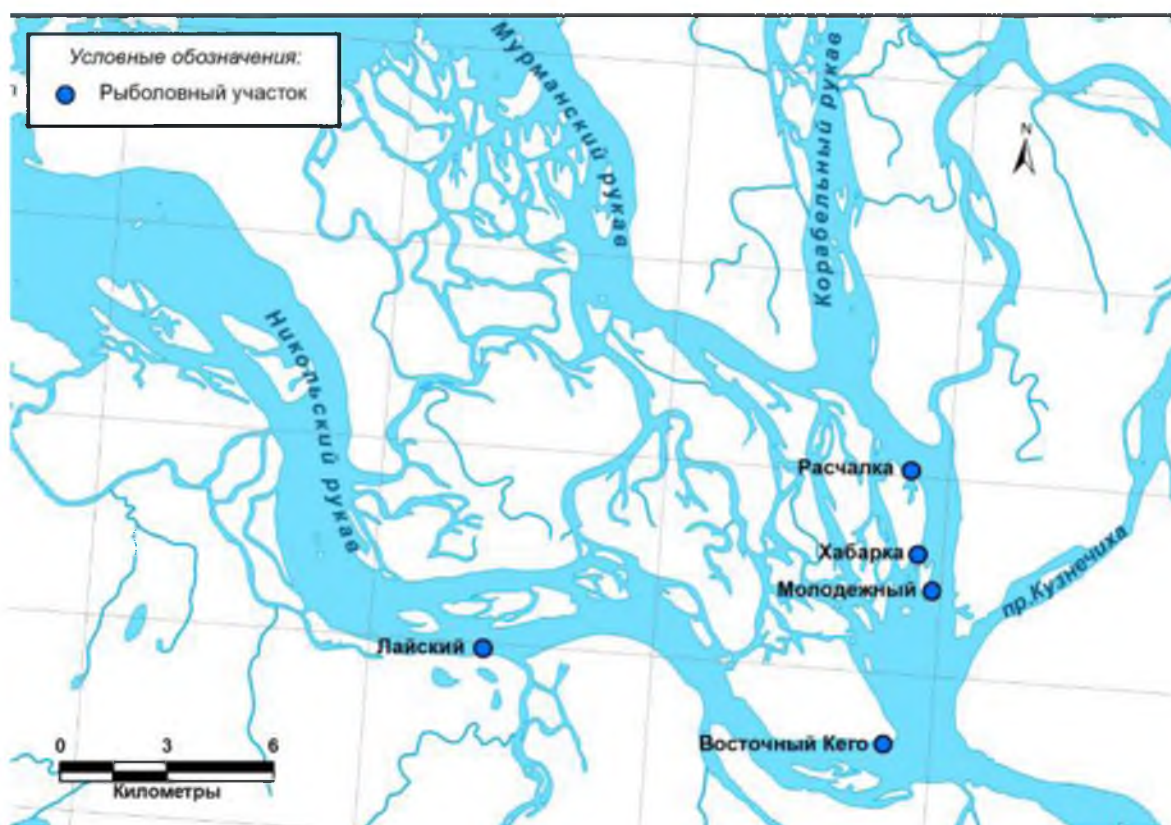 Условные обозначения:
Рыболовный участок
Мурманский рукав
Корабельный рукав
N
Никольский рукав
Расчалка
Хабарка
Молодежный
пр.Кузнечиха
Лайский
Восточный Кего
0 3 6
Километры